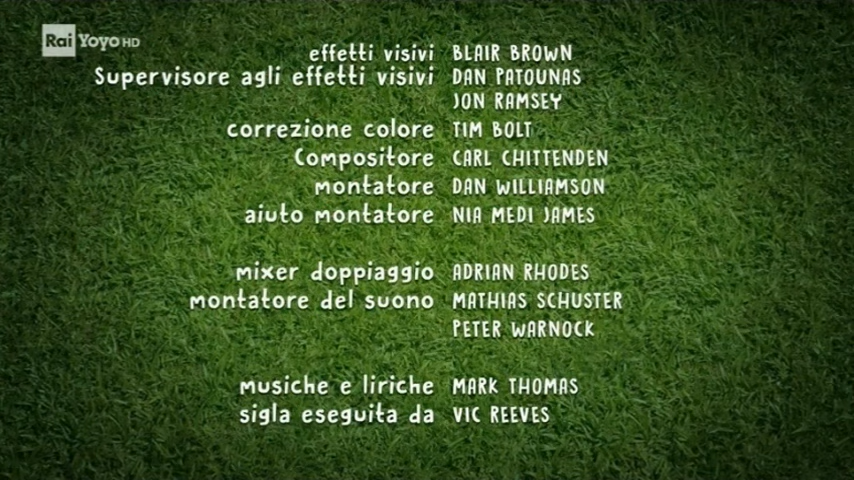 Rai Yoyo HD
effetti visivi BLAIR BROWN
Supervisore agli effetti visivi DAN PATOUNAS
JON RAMSEY
correzione colore TIM BOLT
Compositore CARL CHITTENDEN
montatore DAN WILLIAMSON
aiuto montatore NIA MEDI JAMES
mixer doppiaggio ADRIAN RHODES
montatore del suono MATHIAS SCHUSTER
PETER WARNOCK
musiche e liriche MARK THOMAS
sigla eseguita da VIC REEVES